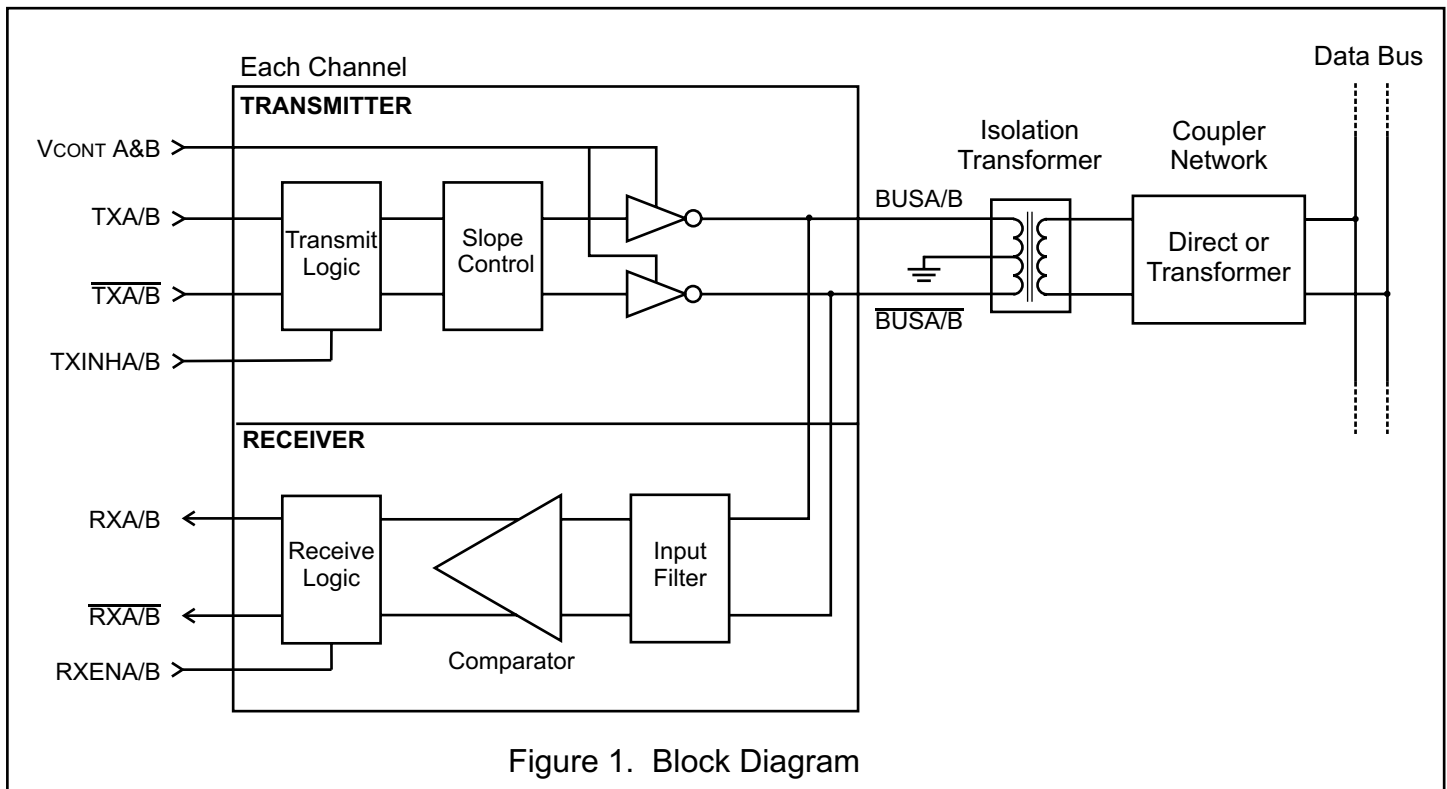 Each Channel
TRANSMITTER
VCONT A&B
TXA/B
TXA/B
TXINHA/B
Transmit
Logic
Slope
Control
BUSA/B
BUSA/B
Isolation
Transformer
Coupler
Network
Direct or
Transformer
Data Bus
RECEIVER
RXA/B
RXA/B
RXENA/B
Receive
Logic
Comparator
Input
Filter
Figure 1. Block Diagram